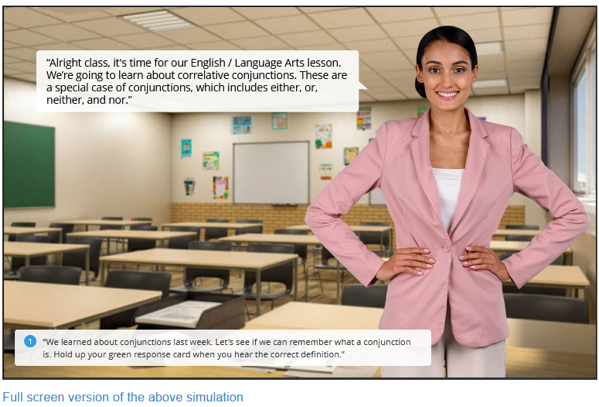 “Alright class, it's time for our English / Language Arts lesson.
We’re going to learn about correlative conjunctions. These are
a special case of conjunctions, which includes either, or,
neither, and nor.”
1 “We learned about conjunctions last week. Let's see if we can remember what a conjunction
is. Hold up your green response card when you hear the correct definition.”
Full screen version of the above simulation